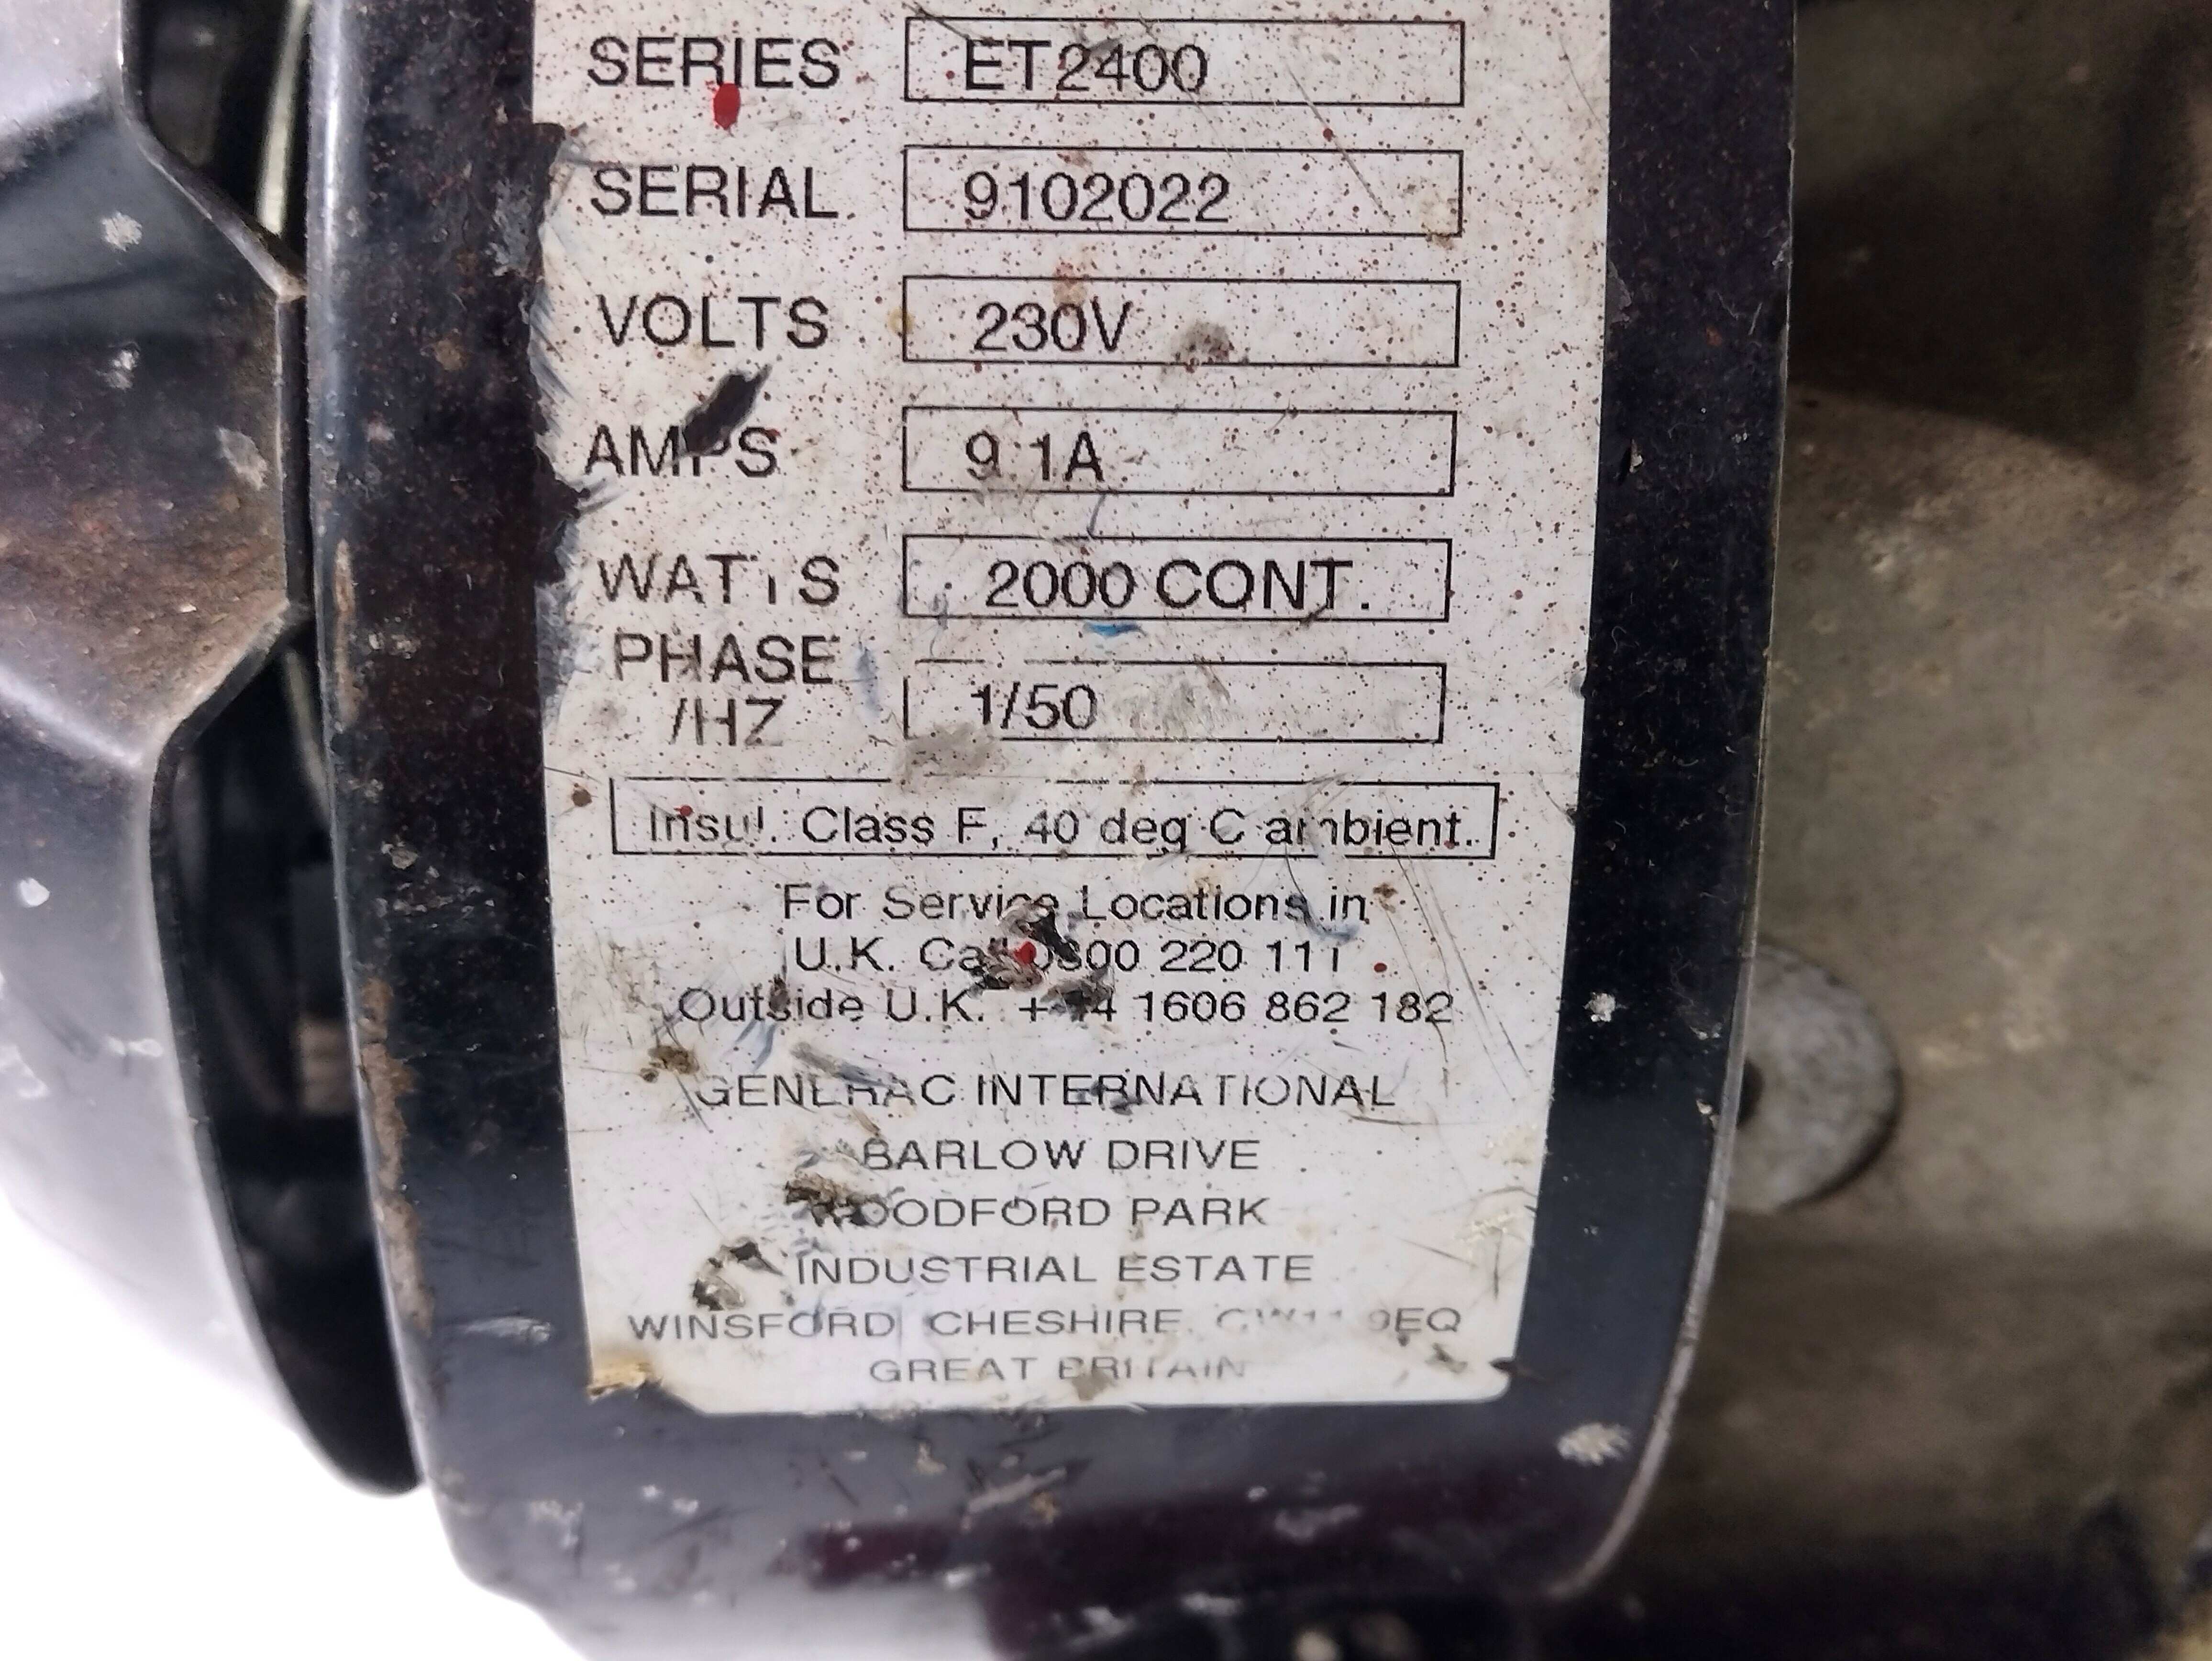 SERIES ET2400
SERIAL 9102022
VOLTS 230V
AMPS 9.1A
WATTS 2000 CONT.
PHASE
/HZ 1/50
Insul. Class F, 40 deg C ambient.
For Service Locations in
U.K. Call 0800 220 111
Outside U.K. +44 1606 862 182
GENERAC INTERNATIONAL
BARLOW DRIVE
WOODFORD PARK
INDUSTRIAL ESTATE
WINSFORD, CHESHIRE, 9EQ
GREAT BRITAIN